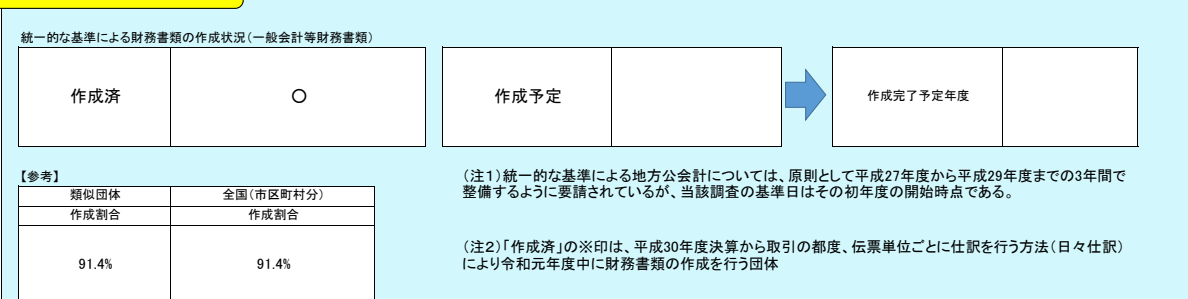 統一的な基準による財務書類の作成状況(一般会計等財務書類)
作成済
○
作成予定
作成完了予定年度
【参考】
類似団体
全国(市区町村分)
作成割合
作成割合
91.4%
91.4%
(注1)統一的な基準による地方公会計については、原則として平成27年度から平成29年度までの3年間で
整備するように要請されているが、当該調査の基準日はその初年度の開始時点である。
(注2)「作成済」の※印は、平成30年度決算から取引の都度、伝票単位ごとに仕訳を行う方法(日々仕訳)
により令和元年度中に財務書類の作成を行う団体